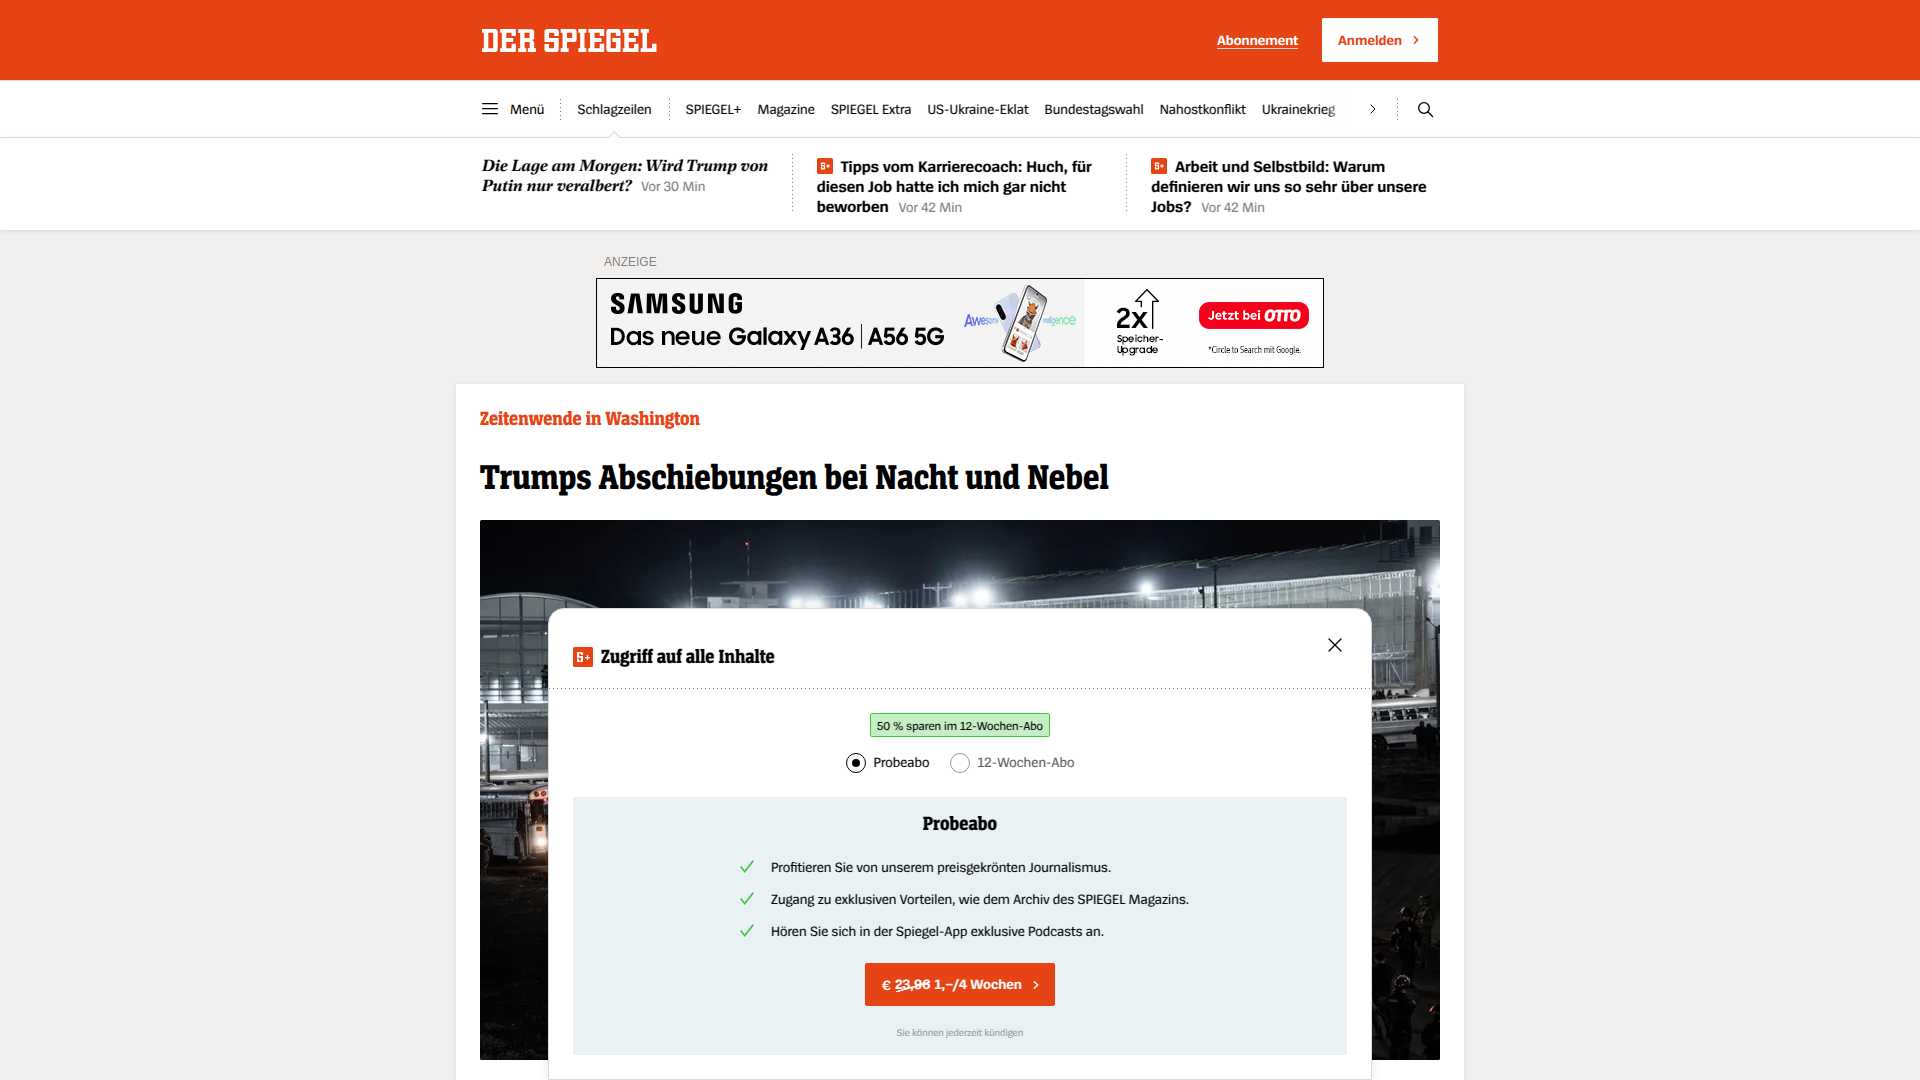 DER SPIEGEL
Abonnement
Anmelden
Menü
Schlagzeilen
SPIEGEL+
Magazine
SPIEGEL Extra
US-Ukraine-Eklat
Bundestagswahl
Nahostkonflikt
Ukrainekrieg
Die Lage am Morgen: Wird Trump von
Putin nur veralbert? Vor 30 Min
S+ Tipps vom Karrierecoach: Huch, für
diesen Job hatte ich mich gar nicht
beworben Vor 42 Min
S+ Arbeit und Selbstbild: Warum
definieren wir uns so sehr über unsere
Jobs? Vor 42 Min
ANZEIGE
SAMSUNG
Das neue Galaxy A36 | A56 5G
2x
Speicher-
Upgrade
Jetzt bei OTTO
*Circle to Search mit Google.
Zeitenwende in Washington
Trumps Abschiebungen bei Nacht und Nebel
S+ Zugriff auf alle Inhalte
50 % sparen im 12-Wochen-Abo
Probeabo
12-Wochen-Abo
Probeabo
Profitieren Sie von unserem preisgekrönten Journalismus.
Zugang zu exklusiven Vorteilen, wie dem Archiv des SPIEGEL Magazins.
Hören Sie sich in der Spiegel-App exklusive Podcasts an.
€ 23,96 1,–/4 Wochen
Sie können jederzeit kündigen